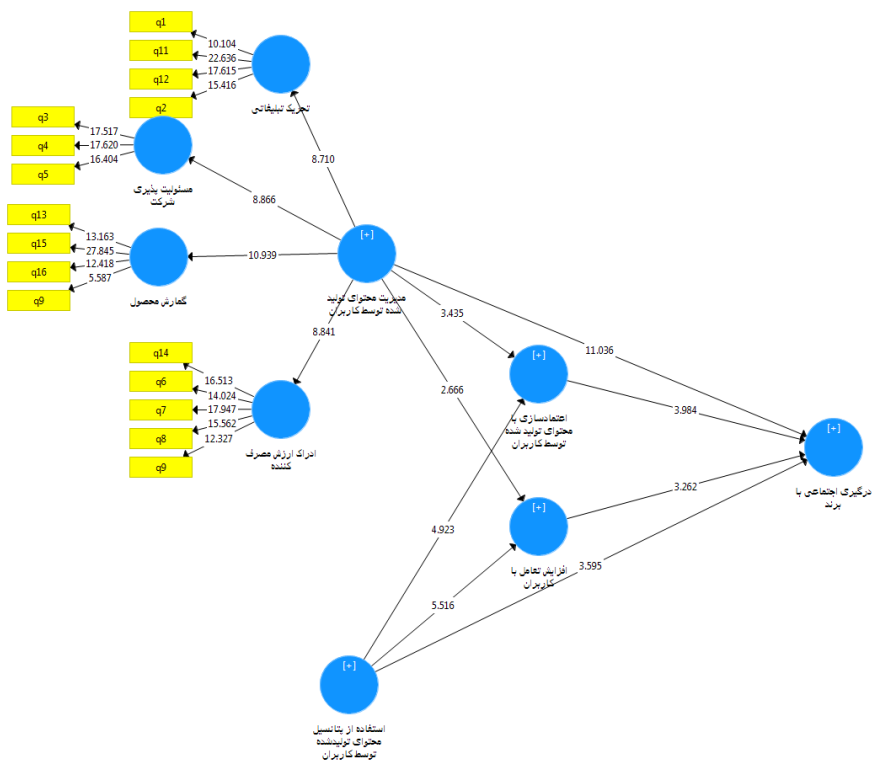 q1
q11
q12
q2
10.104
22.636
17.615
15.416
تحریک تبلیغاتی
q3
q4
q5
17.517
17.620
16.404
مسئولیت پذیری
شرکت
8.710
8.866
q13
q15
q16
q9
13.163
27.845
12.418
5.587
گمارش محصول
10.939
[+]
مدیریت محتوای تولید
شده توسط کاربران
8.841
3.435
11.036
2.666
q14
q6
q7
q8
q9
16.513
14.024
17.947
15.562
12.327
ادراک ارزش مصرف
کننده
[+]
اعتمادسازی با
محتوای تولید شده
توسط کاربران
3.984
[+]
درگیری اجتماعی با
برند
3.262
4.923
[+]
افزایش تعامل با
کاربران
3.595
5.516
[+]
استفاده از پتانسیل
محتوای تولیدشده
توسط کاربران